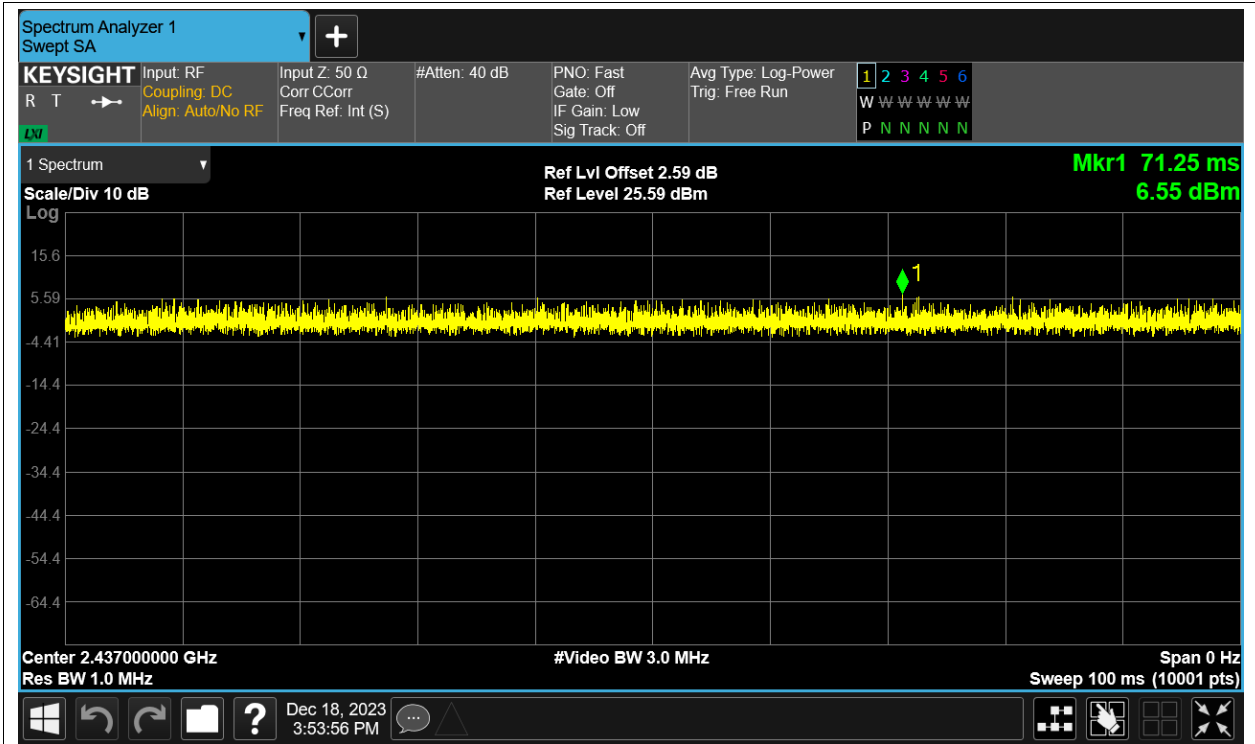 Spectrum Analyzer 1
Swept SA
KEYSIGHT
R T
LXI
Input: RF
Coupling: DC
Align: Auto/No RF
Input Z: 50 Ω
Corr CCorr
Freq Ref: Int (S)
#Atten: 40 dB
PNO: Fast
Gate: Off
IF Gain: Low
Sig Track: Off
Avg Type: Log-Power
Trig: Free Run
1 2 3 4 5 6
W W W W W W
P N N N N N
1 Spectrum
Scale/Div 10 dB
Ref Lvl Offset 2.59 dB
Ref Level 25.59 dBm
Mkr1 71.25 ms
6.55 dBm
Log
15.6
1
5.59
-4.41
-14.4
-24.4
-34.4
-44.4
-54.4
-64.4
Center 2.437000000 GHz
#Video BW 3.0 MHz
Span 0 Hz
Res BW 1.0 MHz
Sweep 100 ms (10001 pts)
?
Dec 18, 2023
3:53:56 PM